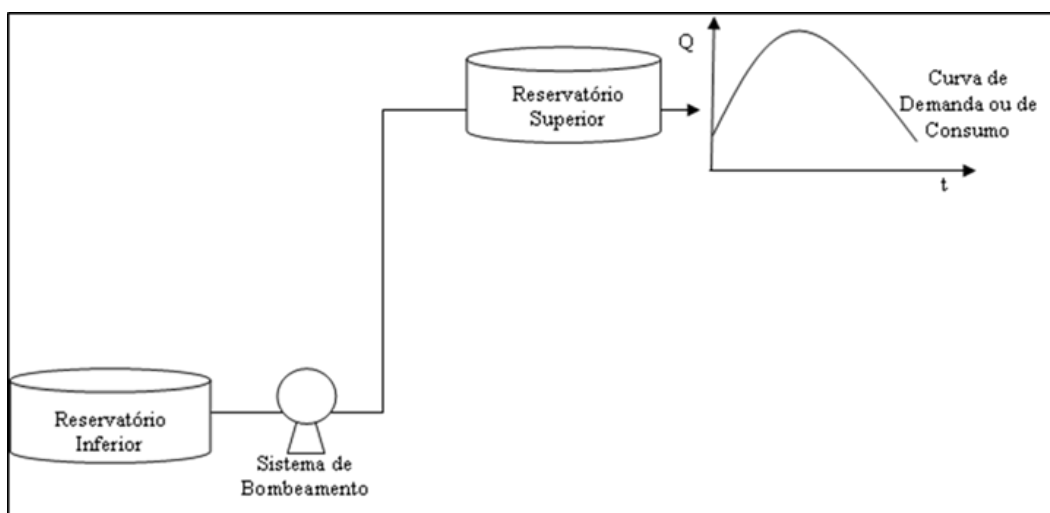 Reservatório
Superior
Q
Curva de
Demanda ou de
Consumo
t
Reservatório
Inferior
Sistema de
Bombeamento